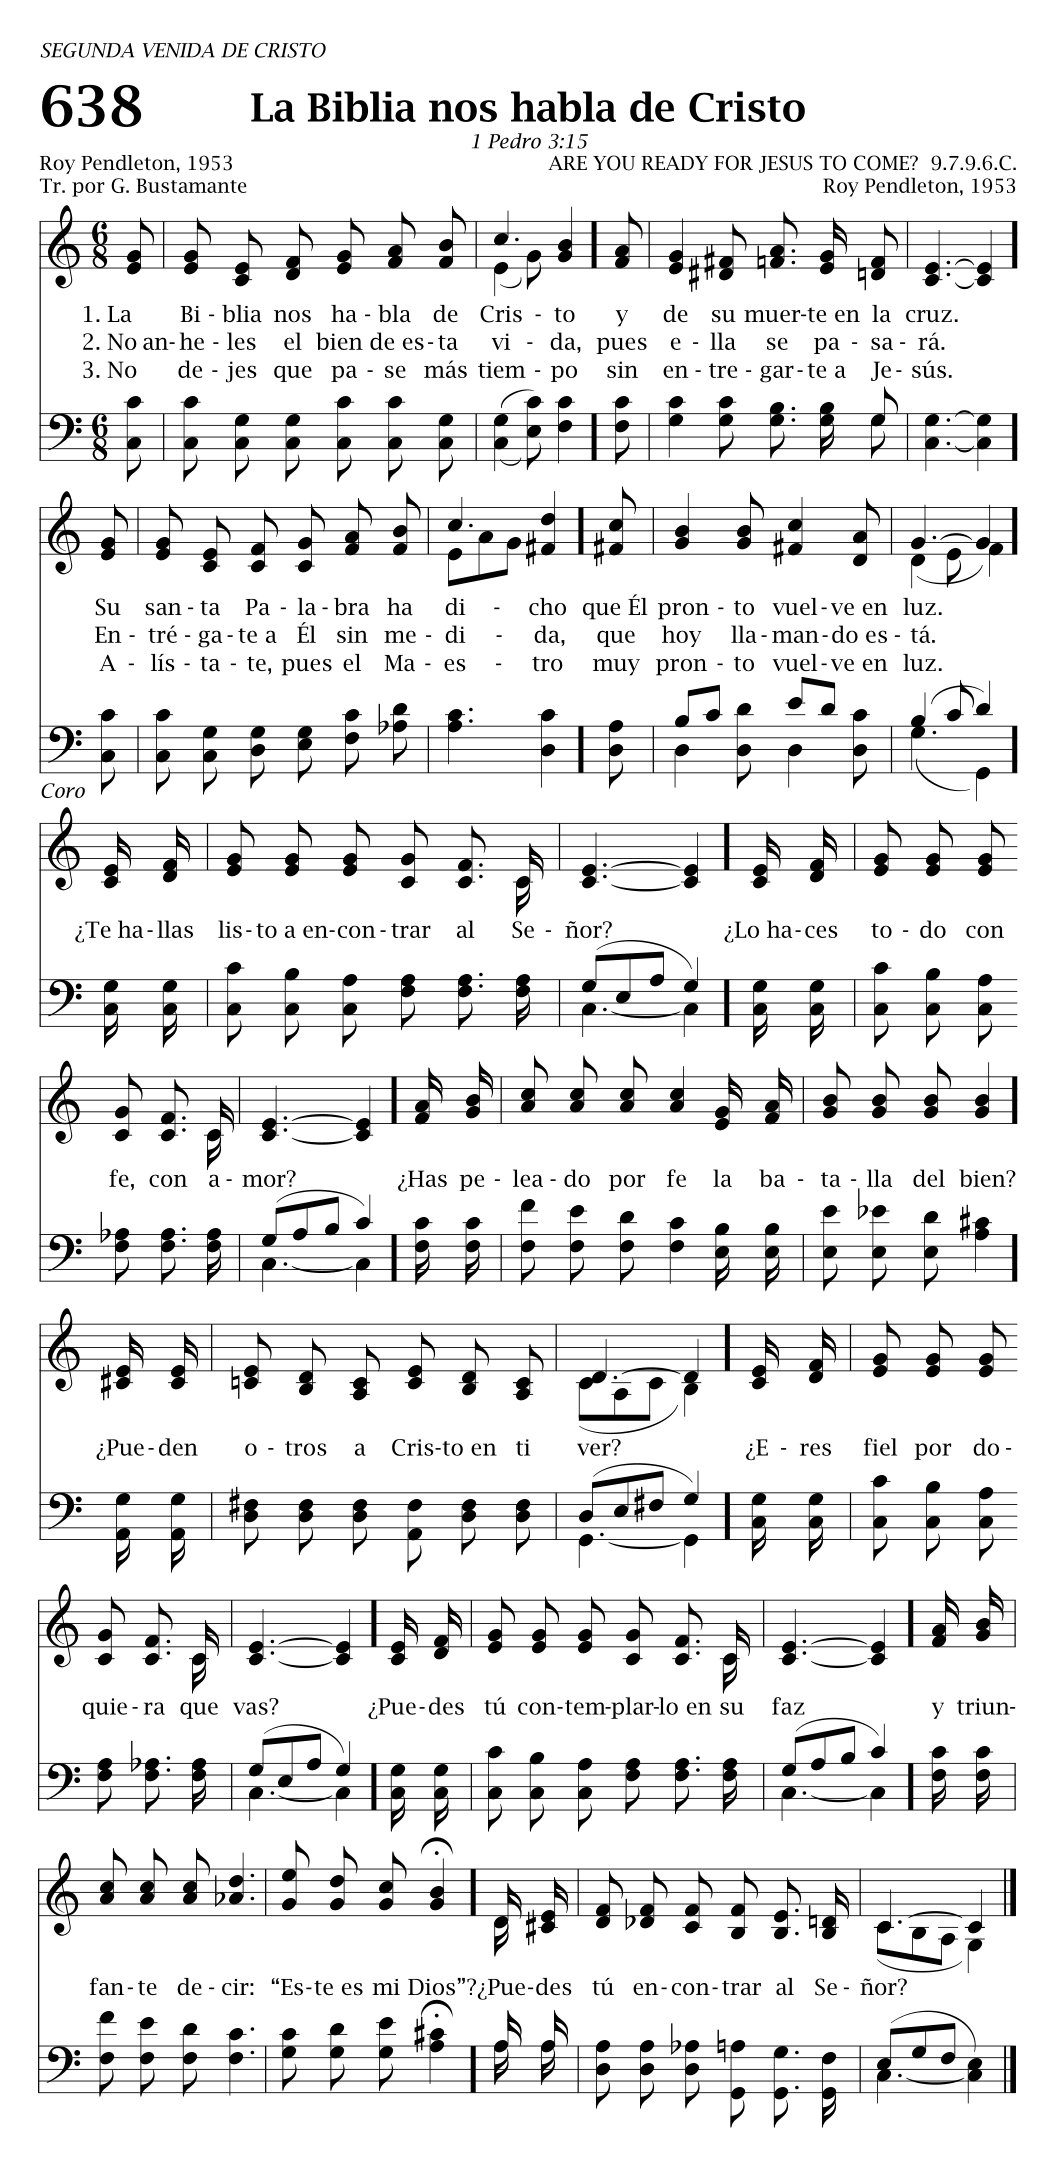 SEGUNDA VENIDA DE CRISTO
638 La Biblia nos habla de Cristo
1 Pedro 3:15
Roy Pendleton, 1953 ARE YOU READY FOR JESUS TO COME? 9.7.9.6.C.
Tr. por G. Bustamante Roy Pendleton, 1953
6 8
1. La Bi - blia nos ha - bla de Cris - to y de su muer-te en la cruz.
2. No an-he - les el bien de es-ta vi - da, pues e - lla se pa - sa - rá.
3. No de - jes que pa - se más tiem - po sin en - tre - gar-te a Je - sús.
6 8
Su san - ta Pa - la - bra ha di - cho que Él pron - to vuel-ve en luz.
En - tré - ga - te a Él sin me - di - da, que hoy lla-man-do es - tá.
A - lís - ta - te, pues el Ma - es - tro muy pron - to vuel-ve en luz.
Coro
¿Te ha-llas lis-to a en-con-trar al Se - ñor? ¿Lo ha-ces to - do con
fe, con a - mor? ¿Has pe - lea - do por fe la ba - ta - lla del bien?
¿Pue-den o - tros a Cris-to en ti ver? ¿E - res fiel por do -
quie - ra que vas? ¿Pue-des tú con-tem-plar-lo en su faz y triun-
fan-te de - cir: “Es-te es mi Dios”?¿Pue-des tú en-con-trar al Se - ñor?